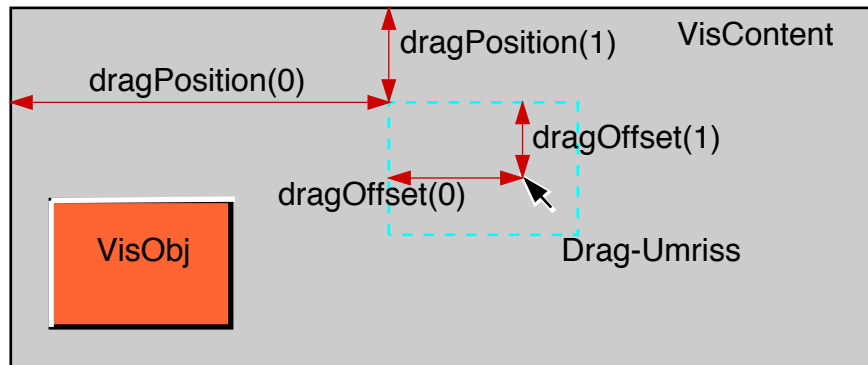 VisContent
dragPosition(1)
dragPosition(0)
dragOffset(1)
dragOffset(0)
VisObj
Drag-Umriss